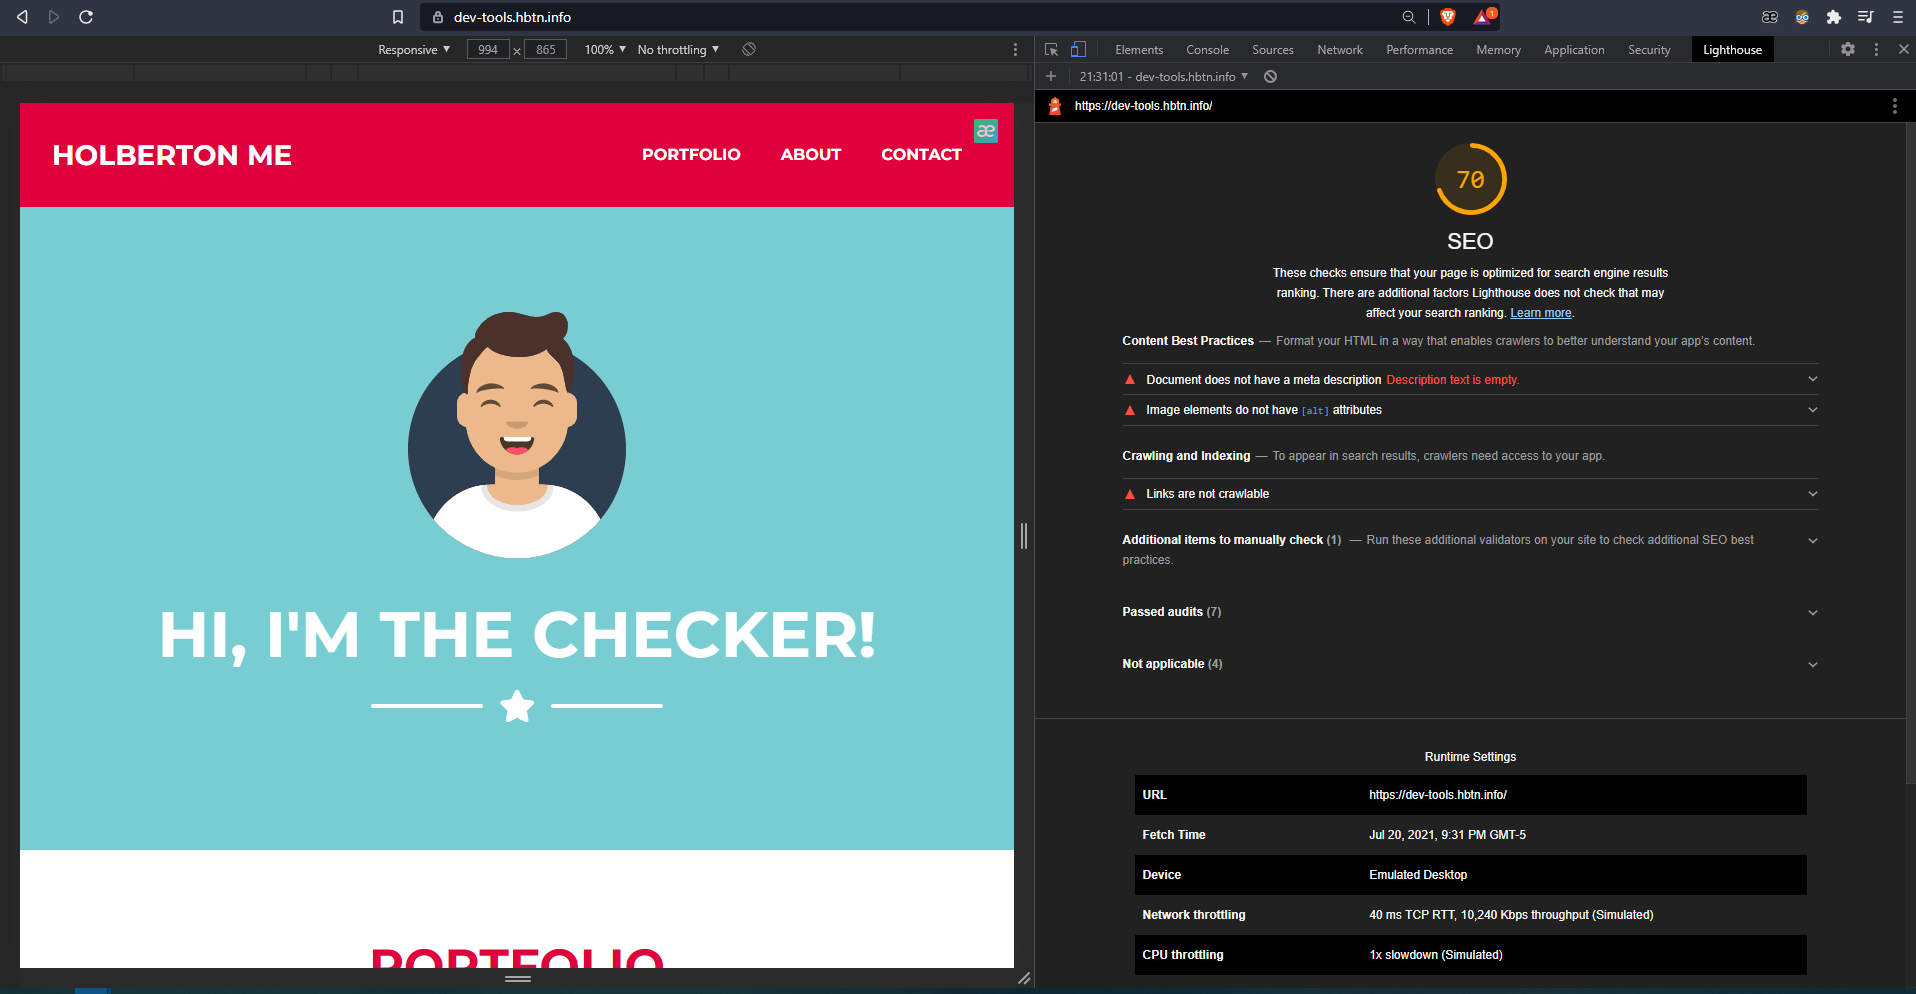 dev-tools.hbtn.info
1
æ
Responsive
994 × 865
100%
No throttling
Elements
Console
Sources
Network
Performance
Memory
Application
Security
Lighthouse
21:31:01 - dev-tools.hbtn.info
https://dev-tools.hbtn.info/
HOLBERTON ME
PORTFOLIO
ABOUT
CONTACT
æ
HI, I'M THE CHECKER!
PORTFOLIO
70
SEO
These checks ensure that your page is optimized for search engine results
ranking. There are additional factors Lighthouse does not check that may
affect your search ranking. Learn more.
Content Best Practices — Format your HTML in a way that enables crawlers to better understand your app's content.
Document does not have a meta description Description text is empty.
Image elements do not have [alt] attributes
Crawling and Indexing — To appear in search results, crawlers need access to your app.
Links are not crawlable
Additional items to manually check (1) — Run these additional validators on your site to check additional SEO best
practices.
Passed audits (7)
Not applicable (4)
Runtime Settings
URL https://dev-tools.hbtn.info/
Fetch Time Jul 20, 2021, 9:31 PM GMT-5
Device Emulated Desktop
Network throttling 40 ms TCP RTT, 10,240 Kbps throughput (Simulated)
CPU throttling 1x slowdown (Simulated)